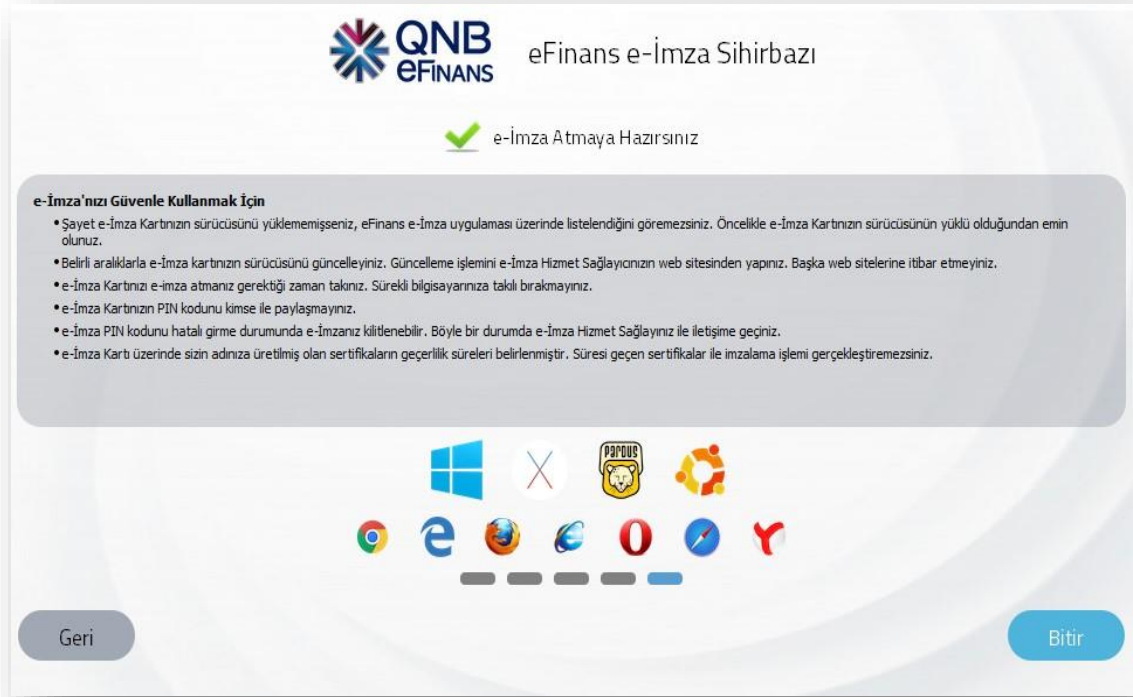 QNB
eFINANS
eFinans e-İmza Sihirbazı
e-İmza Atmaya Hazırsınız
e-İmza'nızı Güvenle Kullanmak İçin
• Şayet e-İmza Kartınızın sürücüsünü yüklememişseniz, eFinans e-İmza uygulaması üzerinde listelendiğini göremezsiniz. Öncelikle e-İmza Kartınızın sürücüsünün yüklü olduğundan emin
olunuz.
• Belirli aralıklarla e-İmza kartınızın sürücüsünü güncelleyiniz. Güncelleme işlemini e-İmza Hizmet Sağlayıcınızın web sitesinden yapınız. Başka web sitelerine itibar etmeyiniz.
• e-İmza Kartınızı e-imza atmanız gerektiği zaman takınız. Sürekli bilgisayarınıza takılı bırakmayınız.
• e-İmza Kartınızın PIN kodunu kimse ile paylaşmayınız.
• e-İmza PIN kodunu hatalı girme durumunda e-İmzanız kilitlenebilir. Böyle bir durumda e-İmza Hizmet Sağlayınız ile iletişime geçiniz.
• e-İmza Kartı üzerinde sizin adınıza üretilmiş olan sertifikaların geçerlilik süreleri belirlenmiştir. Süresi geçen sertifikalar ile imzalama işlemi gerçekleştiremezsiniz.
PARDUS
Geri
Bitir